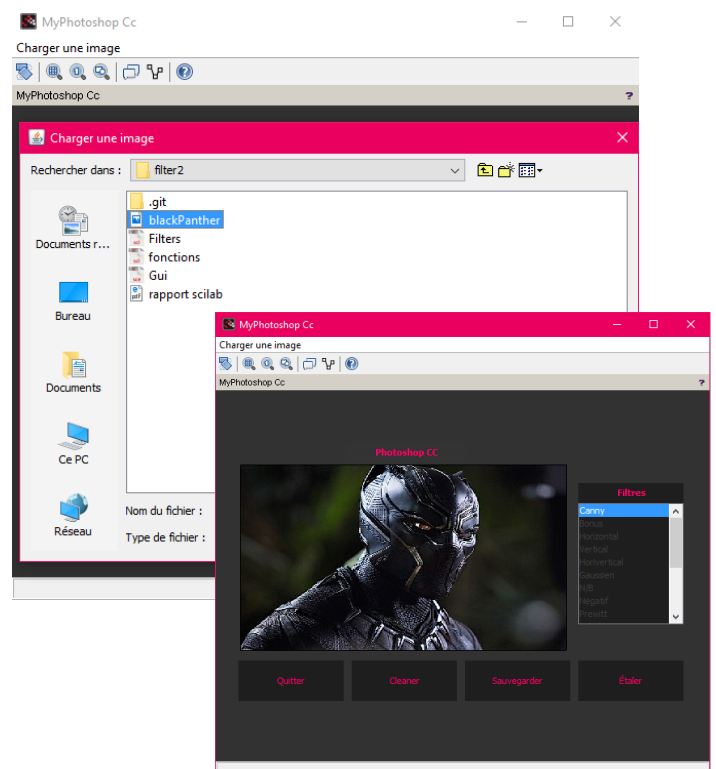 MyPhotoshop Cc
Charger une image
MyPhotoshop Cc ?
Charger une image
Rechercher dans : filter2
.git
blackPanther
Filters
fonctions
Gui
rapport scilab
Documents r...
Bureau
Documents
Ce PC
Réseau
Nom du fichier :
Type de fichier :
MyPhotoshop Cc
Charger une image
MyPhotoshop Cc ?
Photoshop CC
Filtres
Canny
Bonus
Horizontal
Vertical
Horivertical
Gaussien
N/B
Negatif
Prewitt
Quitter Cleaner Sauvegarder Étaler